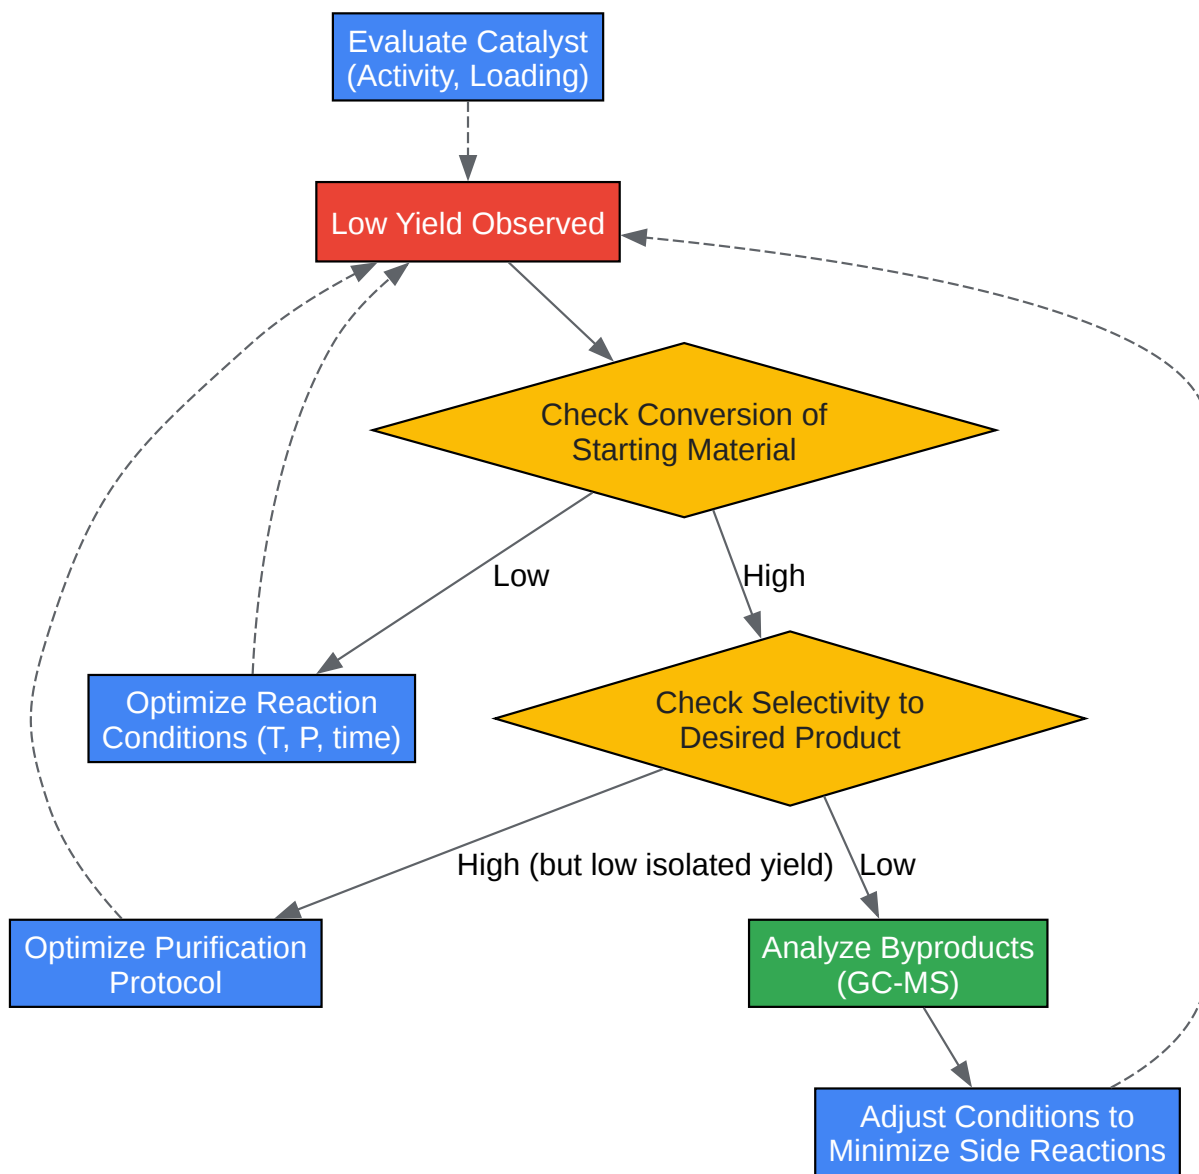 Evaluate Catalyst
(Activity, Loading)
Low Yield Observed
Check Conversion of
Starting Material
Low
High
Optimize Reaction
Conditions (T, P, time)
Check Selectivity to
Desired Product
High (but low isolated yield)
Low
Optimize Purification
Protocol
Analyze Byproducts
(GC-MS)
Adjust Conditions to
Minimize Side Reactions